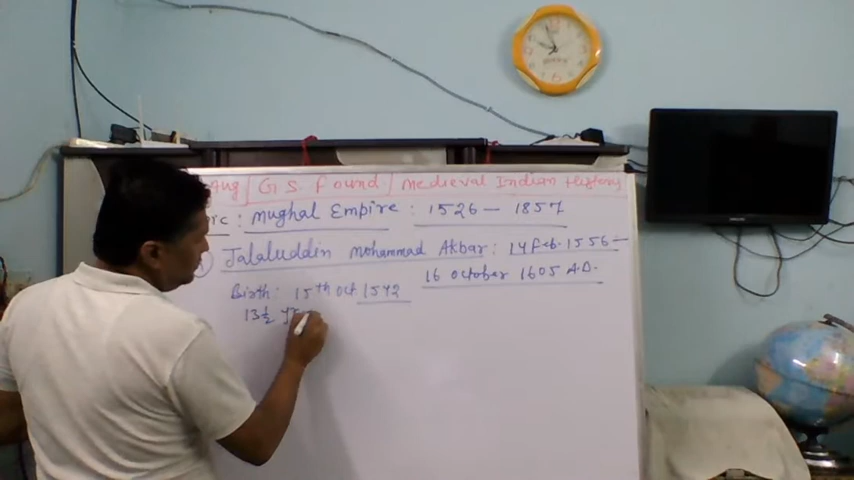 Aug | G S. Found | Medieval Indian History
: Mughal Empire : 1526 — 1857
Jalaluddin Mohammad Akbar : 14 Feb. 1556 —
16 October 1605 A.D.
Birth : 15th Oct. 1542
13½